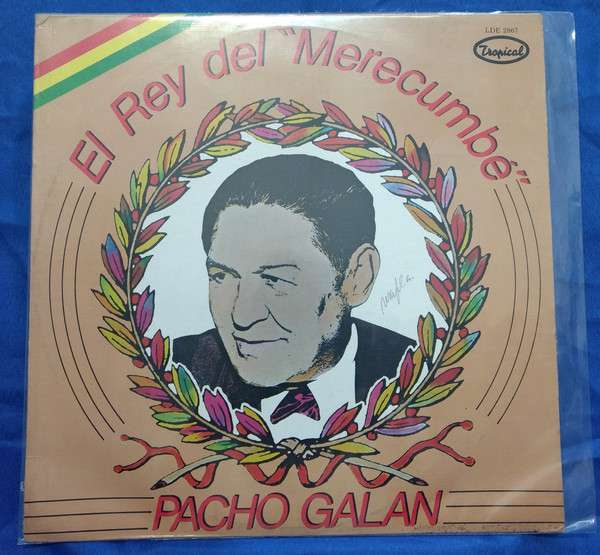 LDE 2867
Tropical
El Rey del "Merecumbé"
PACHO GALAN